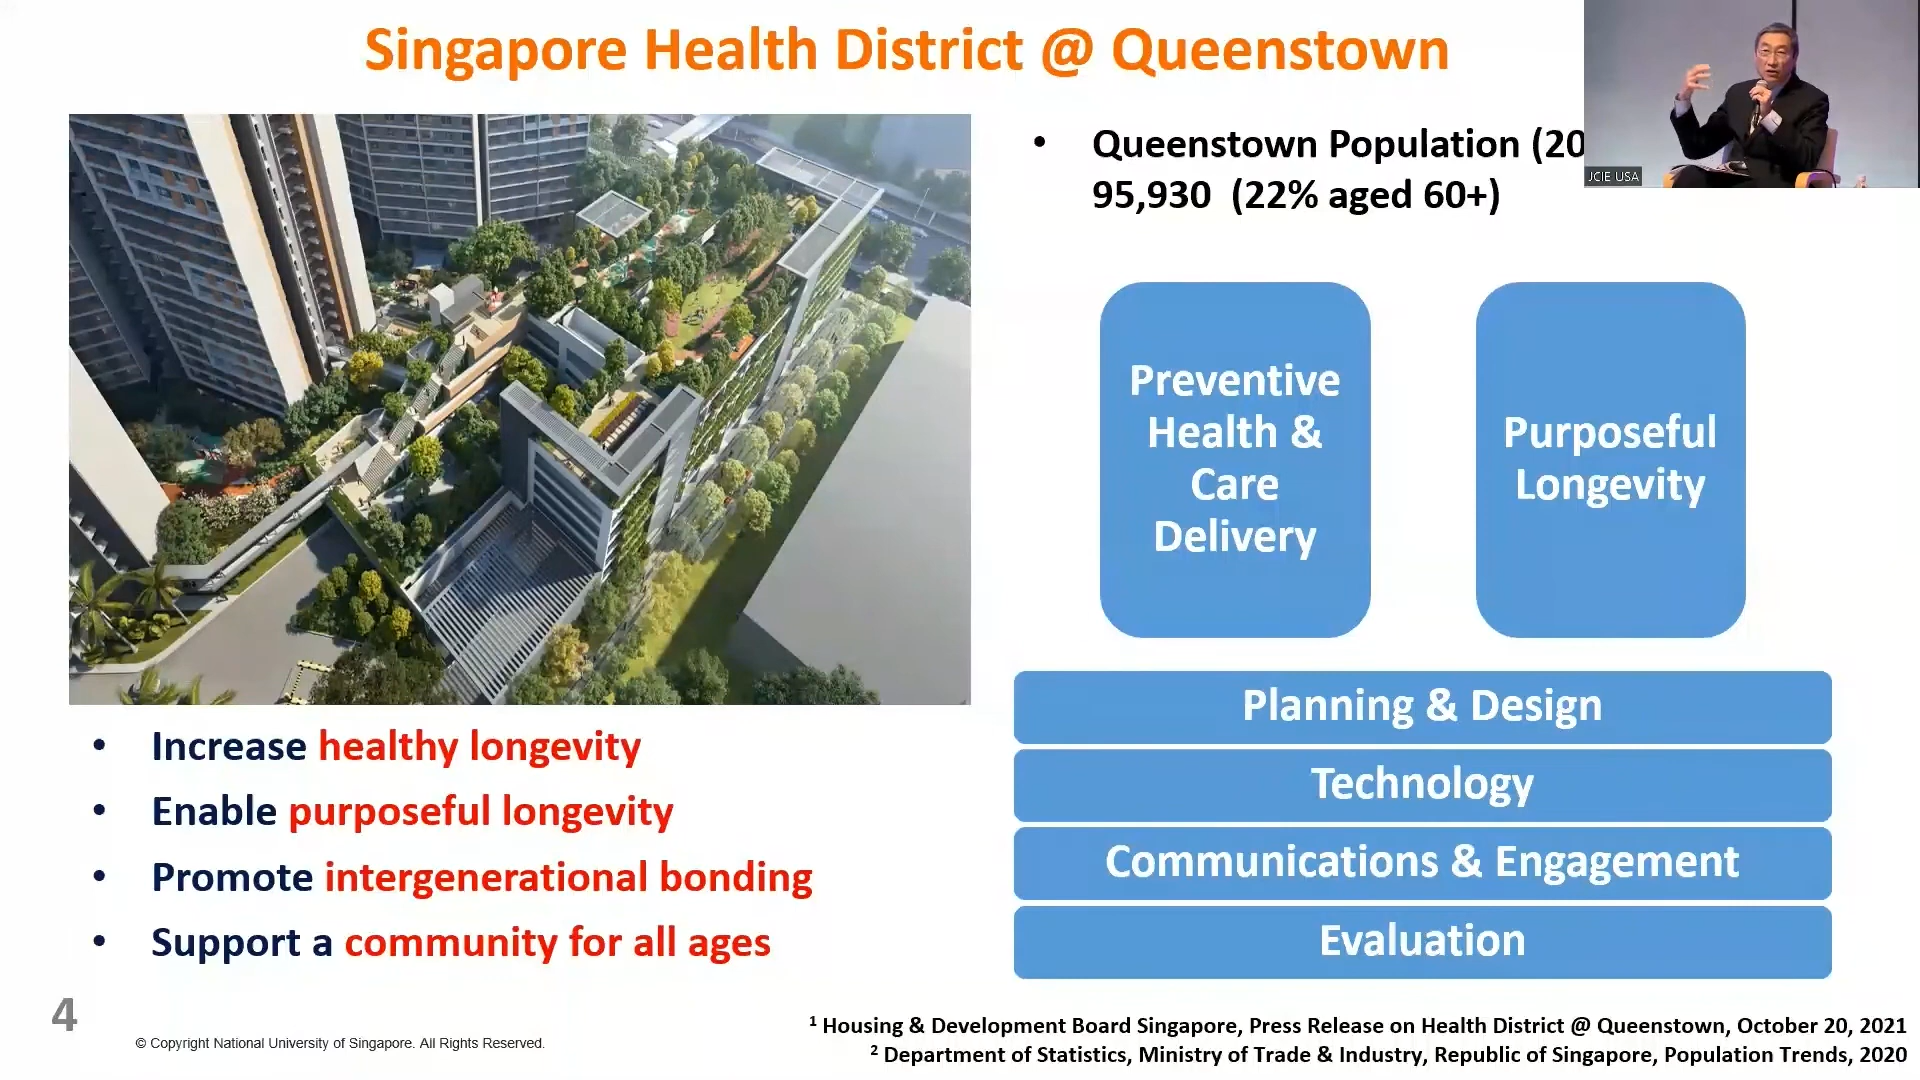 Singapore Health District @ Queenstown
• Queenstown Population (20
95,930 (22% aged 60+)
JCIE USA
Preventive
Health &
Care
Delivery
Purposeful
Longevity
Planning & Design
Technology
Communications & Engagement
Evaluation
• Increase healthy longevity
• Enable purposeful longevity
• Promote intergenerational bonding
• Support a community for all ages
4
© Copyright National University of Singapore. All Rights Reserved.
¹ Housing & Development Board Singapore, Press Release on Health District @ Queenstown, October 20, 2021
² Department of Statistics, Ministry of Trade & Industry, Republic of Singapore, Population Trends, 2020